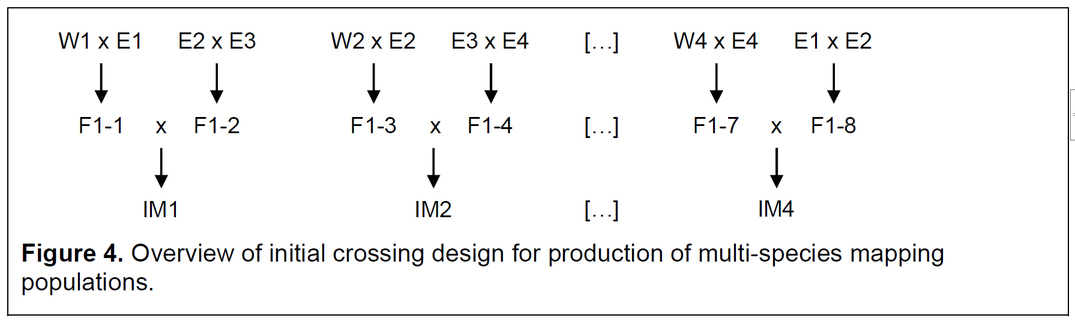 W1 x E1 E2 x E3 W2 x E2 E3 x E4 [...] W4 x E4 E1 x E2
F1-1 x F1-2 F1-3 x F1-4 [...] F1-7 x F1-8
IM1 IM2 [...] IM4
Figure 4. Overview of initial crossing design for production of multi-species mapping
populations.